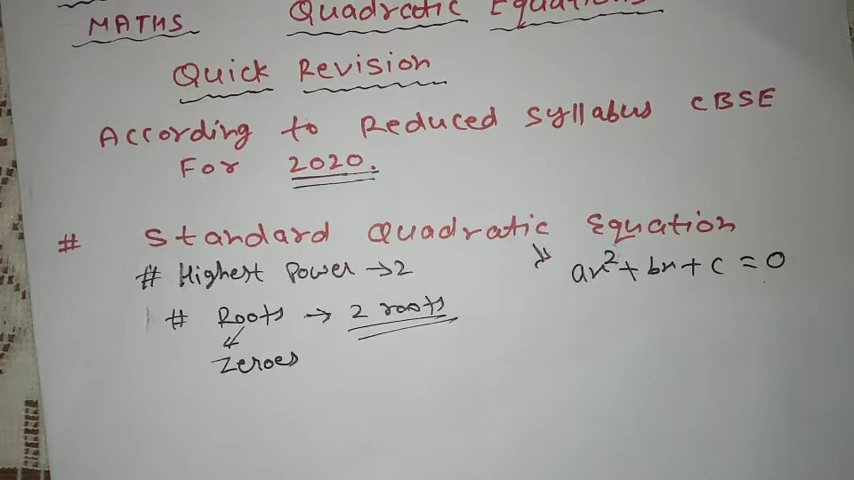 MATHS Quadratic Equations
Quick Revision
According to Reduced Syllabus CBSE
For 2020.
# Standard Quadratic Equation
# Highest Power → 2
ax²+bx+c=0
# Roots → 2 roots
Zeroes